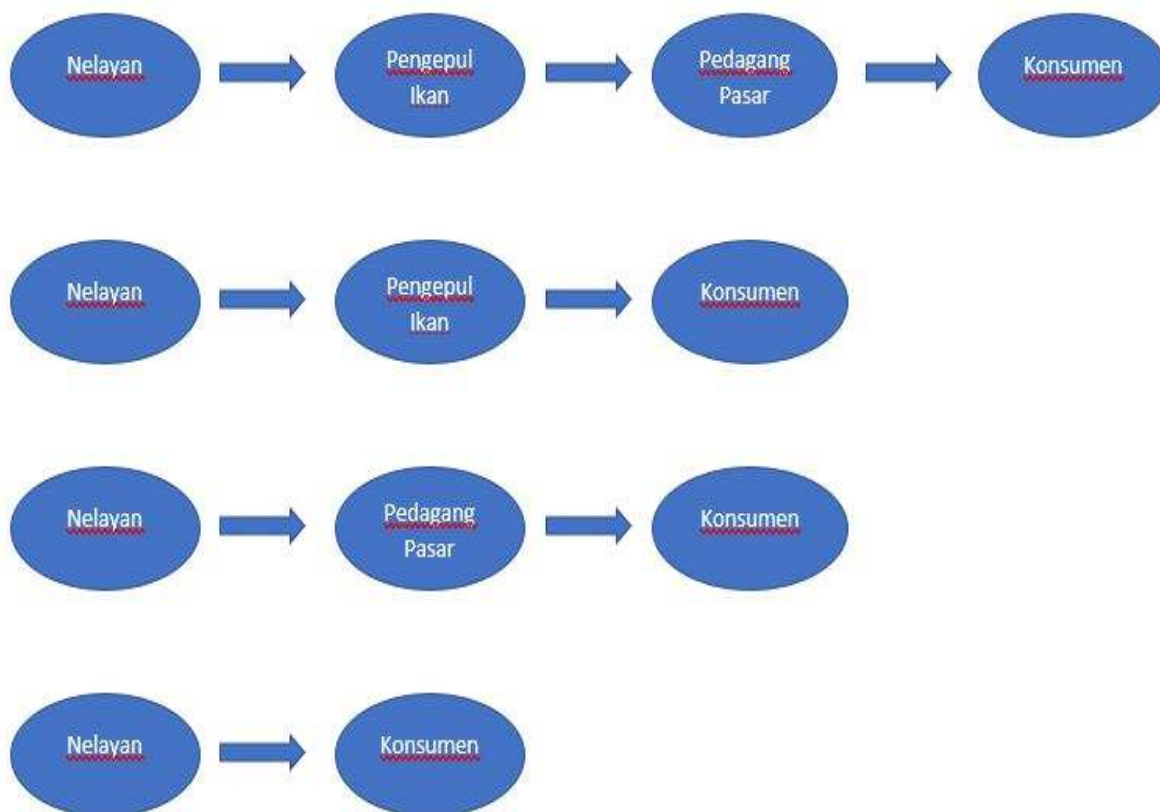 Nelayan
Pengepul
Ikan
Pedagang
Pasar
Konsumen
Nelayan
Pengepul
Ikan
Konsumen
Nelayan
Pedagang
Pasar
Konsumen
Nelayan
Konsumen